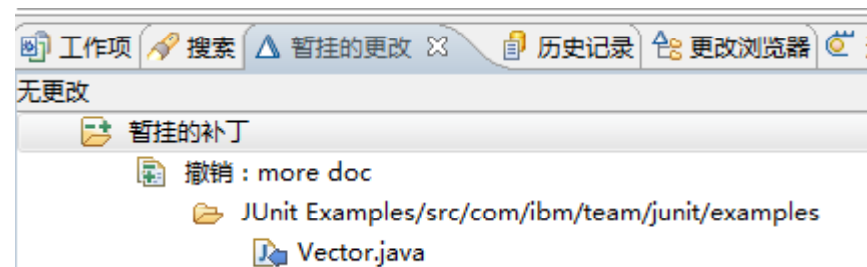 工作项 搜索 暂挂的更改 历史记录 更改浏览器
无更改
暂挂的补丁
撤销：more doc
JUnit Examples/src/com/ibm/team/junit/examples
Vector.java